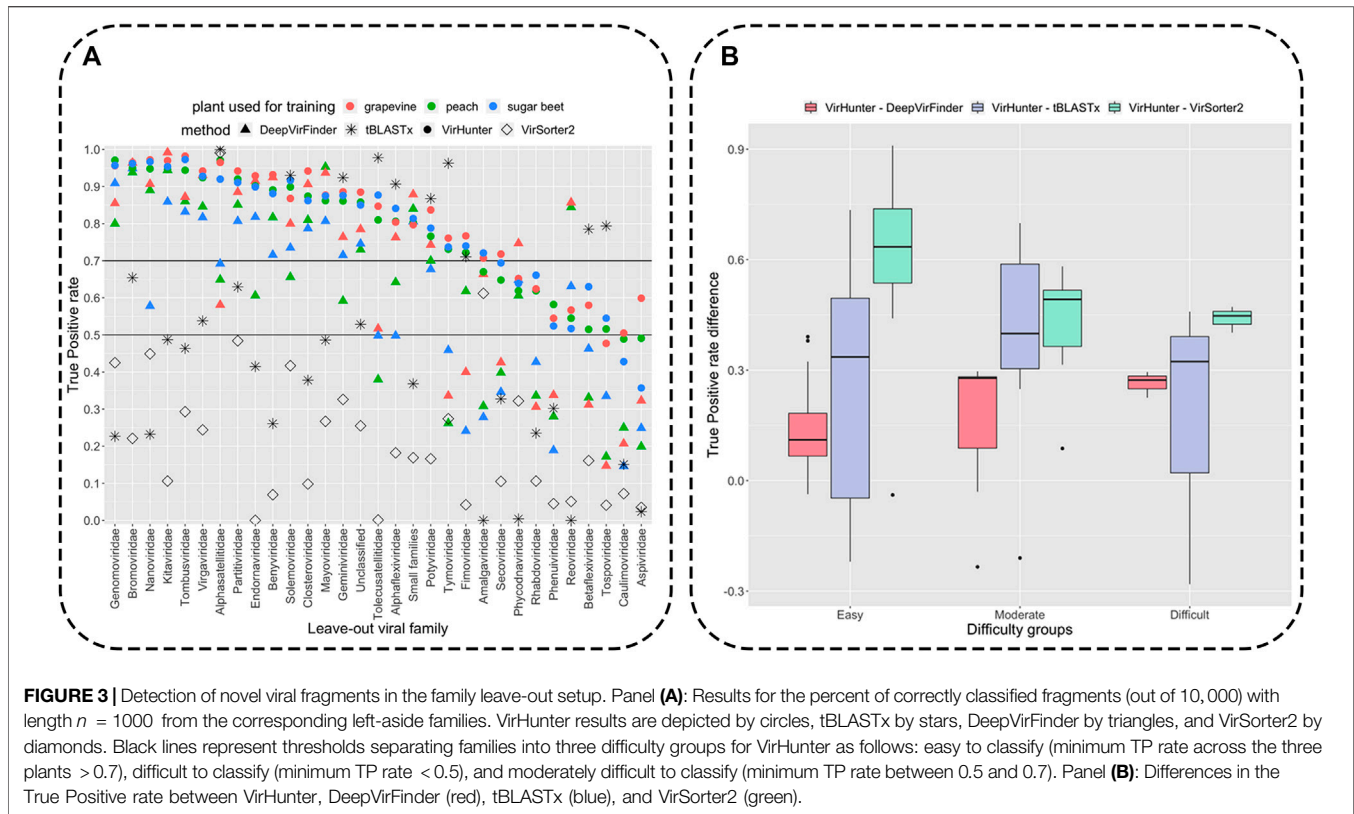 A
plant used for training grapevine peach sugar beet
method DeepVirFinder tBLASTx VirHunter VirSorter2
1.0
0.9
0.8
0.7
0.6
0.5
0.4
0.3
0.2
0.1
0.0
True Positive rate
Genomoviridae
Bromoviridae
Nanoviridae
Kitaviridae
Tombusviridae
Virgaviridae
Alphasatellitidae
Partitiviridae
Endornaviridae
Benyviridae
Solemoviridae
Closteroviridae
Mayoviridae
Geminiviridae
Unclassified
Tolecusatellitidae
Alphaflexiviridae
Small families
Potyviridae
Tymoviridae
Fimoviridae
Amalgaviridae
Secoviridae
Phycodnaviridae
Rhabdoviridae
Phenuiviridae
Reoviridae
Betaflexiviridae
Tospoviridae
Caulimoviridae
Aspiviridae
Leave-out viral family
B
VirHunter - DeepVirFinder VirHunter - tBLASTx VirHunter - VirSorter2
0.9
0.6
0.3
0.0
-0.3
True Positive rate difference
Easy Moderate Difficult
Difficulty groups
FIGURE 3 | Detection of novel viral fragments in the family leave-out setup. Panel (A): Results for the percent of correctly classified fragments (out of 10, 000) with
length n = 1000 from the corresponding left-aside families. VirHunter results are depicted by circles, tBLASTx by stars, DeepVirFinder by triangles, and VirSorter2 by
diamonds. Black lines represent thresholds separating families into three difficulty groups for VirHunter as follows: easy to classify (minimum TP rate across the three
plants > 0.7), difficult to classify (minimum TP rate < 0.5), and moderately difficult to classify (minimum TP rate between 0.5 and 0.7). Panel (B): Differences in the
True Positive rate between VirHunter, DeepVirFinder (red), tBLASTx (blue), and VirSorter2 (green).